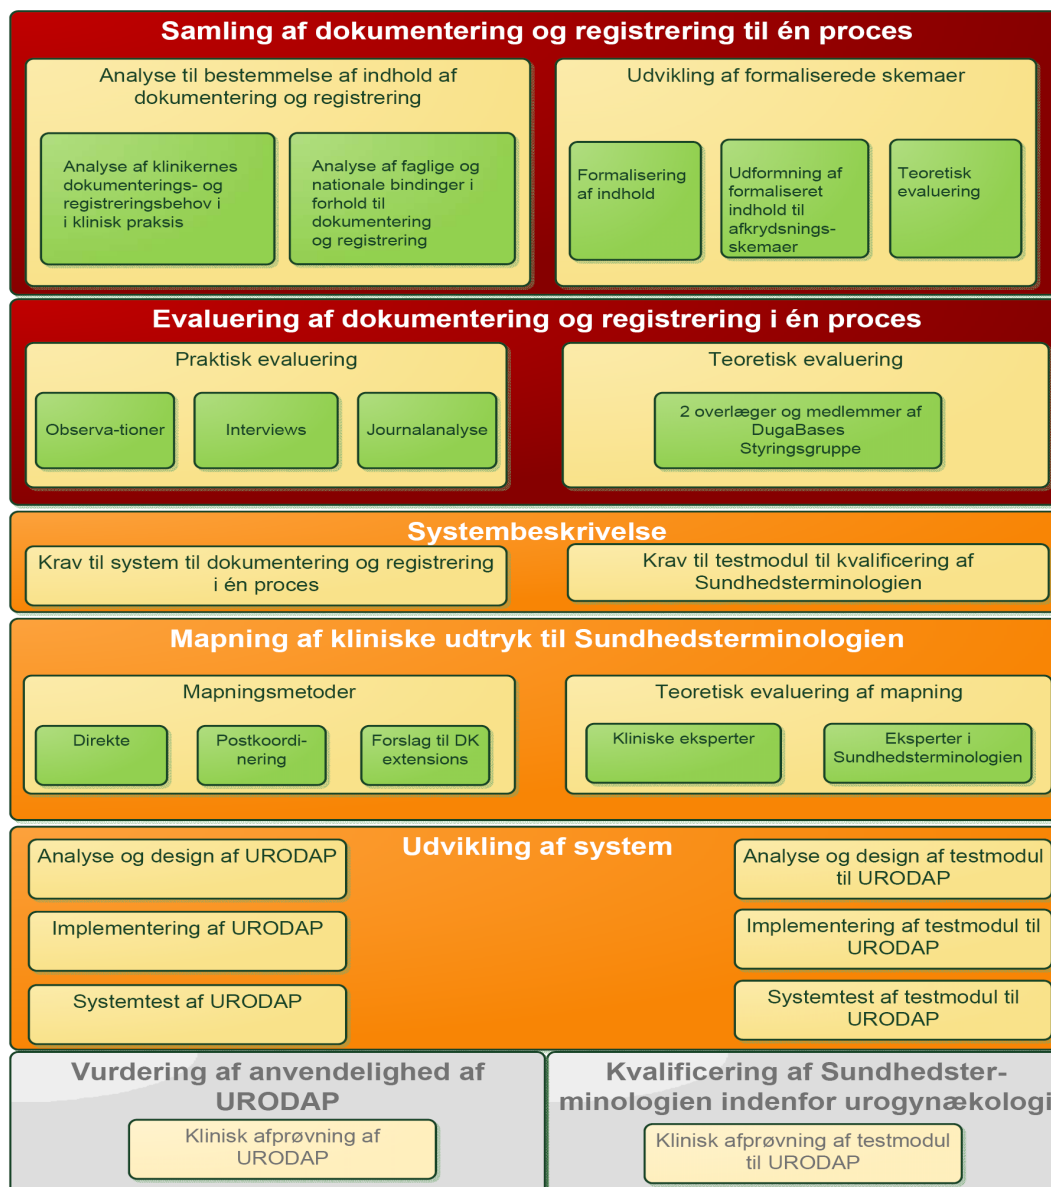 Samling af dokumentering og registrering til én proces
Analyse til bestemmelse af indhold af
dokumentering og registrering
Analyse af klinikernes
dokumenterings- og
registreringsbehov i
i klinisk praksis
Analyse af faglige og
nationale bindinger i
forhold til
dokumentering
og registrering
Udvikling af formaliserede skemaer
Formalisering
af indhold
Udformning af
formaliseret
indhold til
afkrydsnings-
skemaer
Teoretisk
evaluering
Evaluering af dokumentering og registrering i én proces
Praktisk evaluering
Observa-tioner
Interviews
Journalanalyse
Teoretisk evaluering
2 overlæger og medlemmer af
DugaBases
Styringsgruppe
Systembeskrivelse
Krav til system til dokumentering og registrering
i én proces
Krav til testmodul til kvalificering af
Sundhedsterminologien
Mapning af kliniske udtryk til Sundhedsterminologien
Mapningsmetoder
Direkte
Postkoordi-
nering
Forslag til DK
extensions
Teoretisk evaluering af mapning
Kliniske eksperter
Eksperter i
Sundhedsterminologien
Udvikling af system
Analyse og design af URODAP
Implementering af URODAP
Systemtest af URODAP
Analyse og design af testmodul
til URODAP
Implementering af testmodul til
URODAP
Systemtest af testmodul til
URODAP
Vurdering af anvendelighed af
URODAP
Klinisk afprøvning af
URODAP
Kvalificering af Sundhedster-
minologien indenfor urogynækologi
Klinisk afprøvning af testmodul
til URODAP